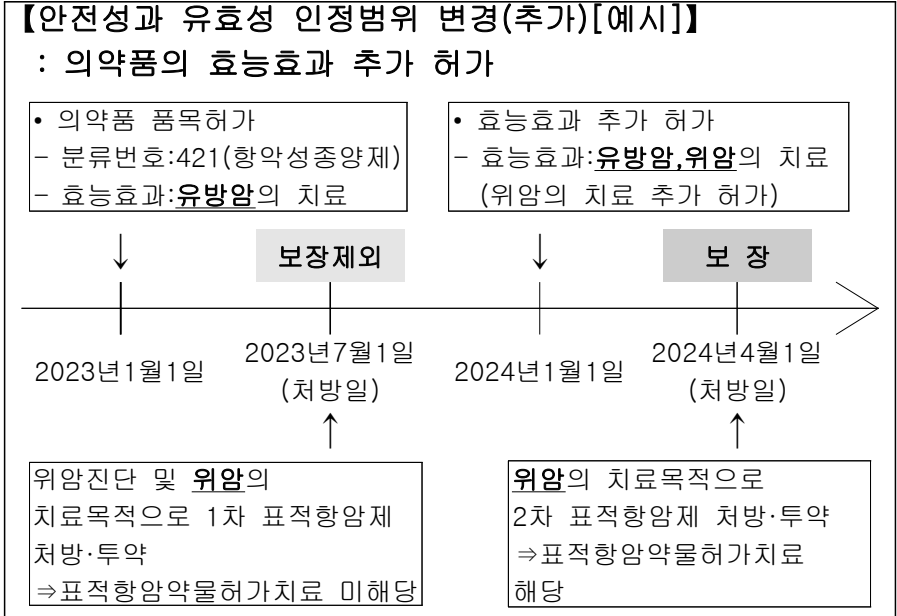 【안전성과 유효성 인정범위 변경(추가)[예시]】
: 의약품의 효능효과 추가 허가
• 의약품 품목허가
- 분류번호:421(항악성종양제)
- 효능효과:유방암의 치료
• 효능효과 추가 허가
- 효능효과:유방암,위암의 치료
(위암의 치료 추가 허가)
↓
보장제외
↓
보 장
2023년1월1일
2023년7월1일
(처방일)
2024년1월1일
2024년4월1일
(처방일)
↑
↑
위암진단 및 위암의
치료목적으로 1차 표적항암제
처방·투약
⇒표적항암약물허가치료 미해당
위암의 치료목적으로
2차 표적항암제 처방·투약
⇒표적항암약물허가치료
해당